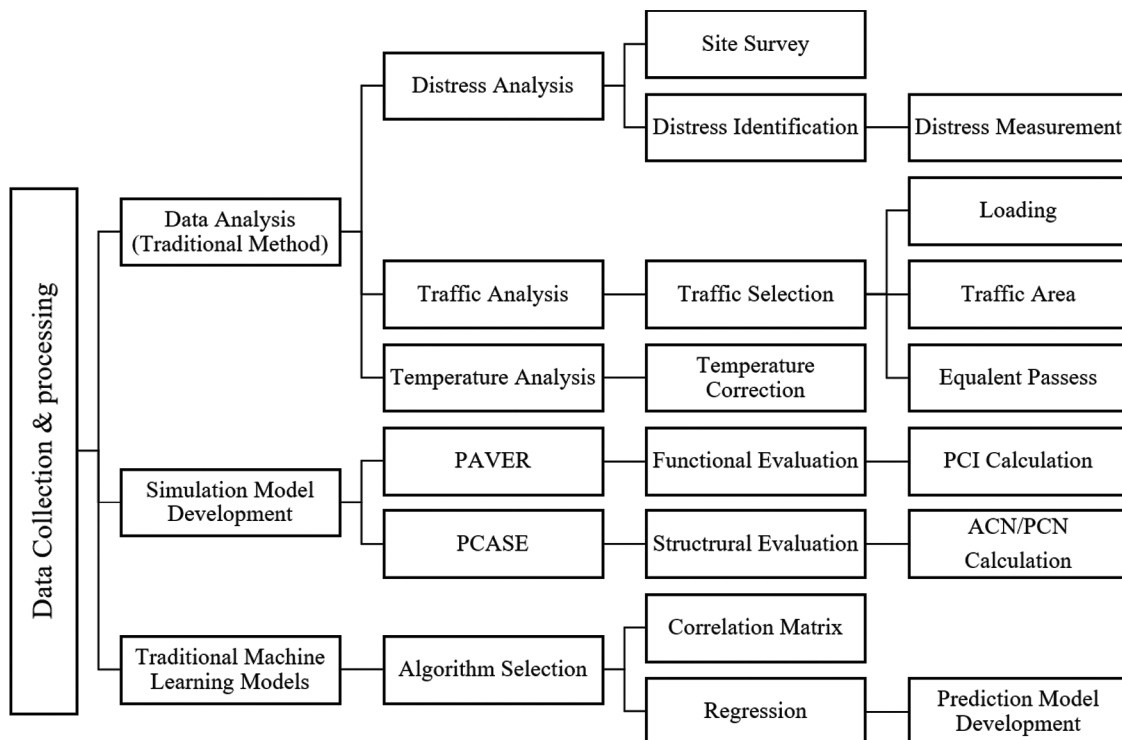 Data Collection & processing
Data Analysis
(Traditional Method)
Distress Analysis
Site Survey
Distress Identification
Distress Measurement
Traffic Analysis
Traffic Selection
Loading
Traffic Area
Equalent Passess
Temperature Analysis
Temperature
Correction
Simulation Model
Development
PAVER
Functional Evaluation
PCI Calculation
PCASE
Structrural Evaluation
ACN/PCN
Calculation
Traditional Machine
Learning Models
Algorithm Selection
Correlation Matrix
Regression
Prediction Model
Development